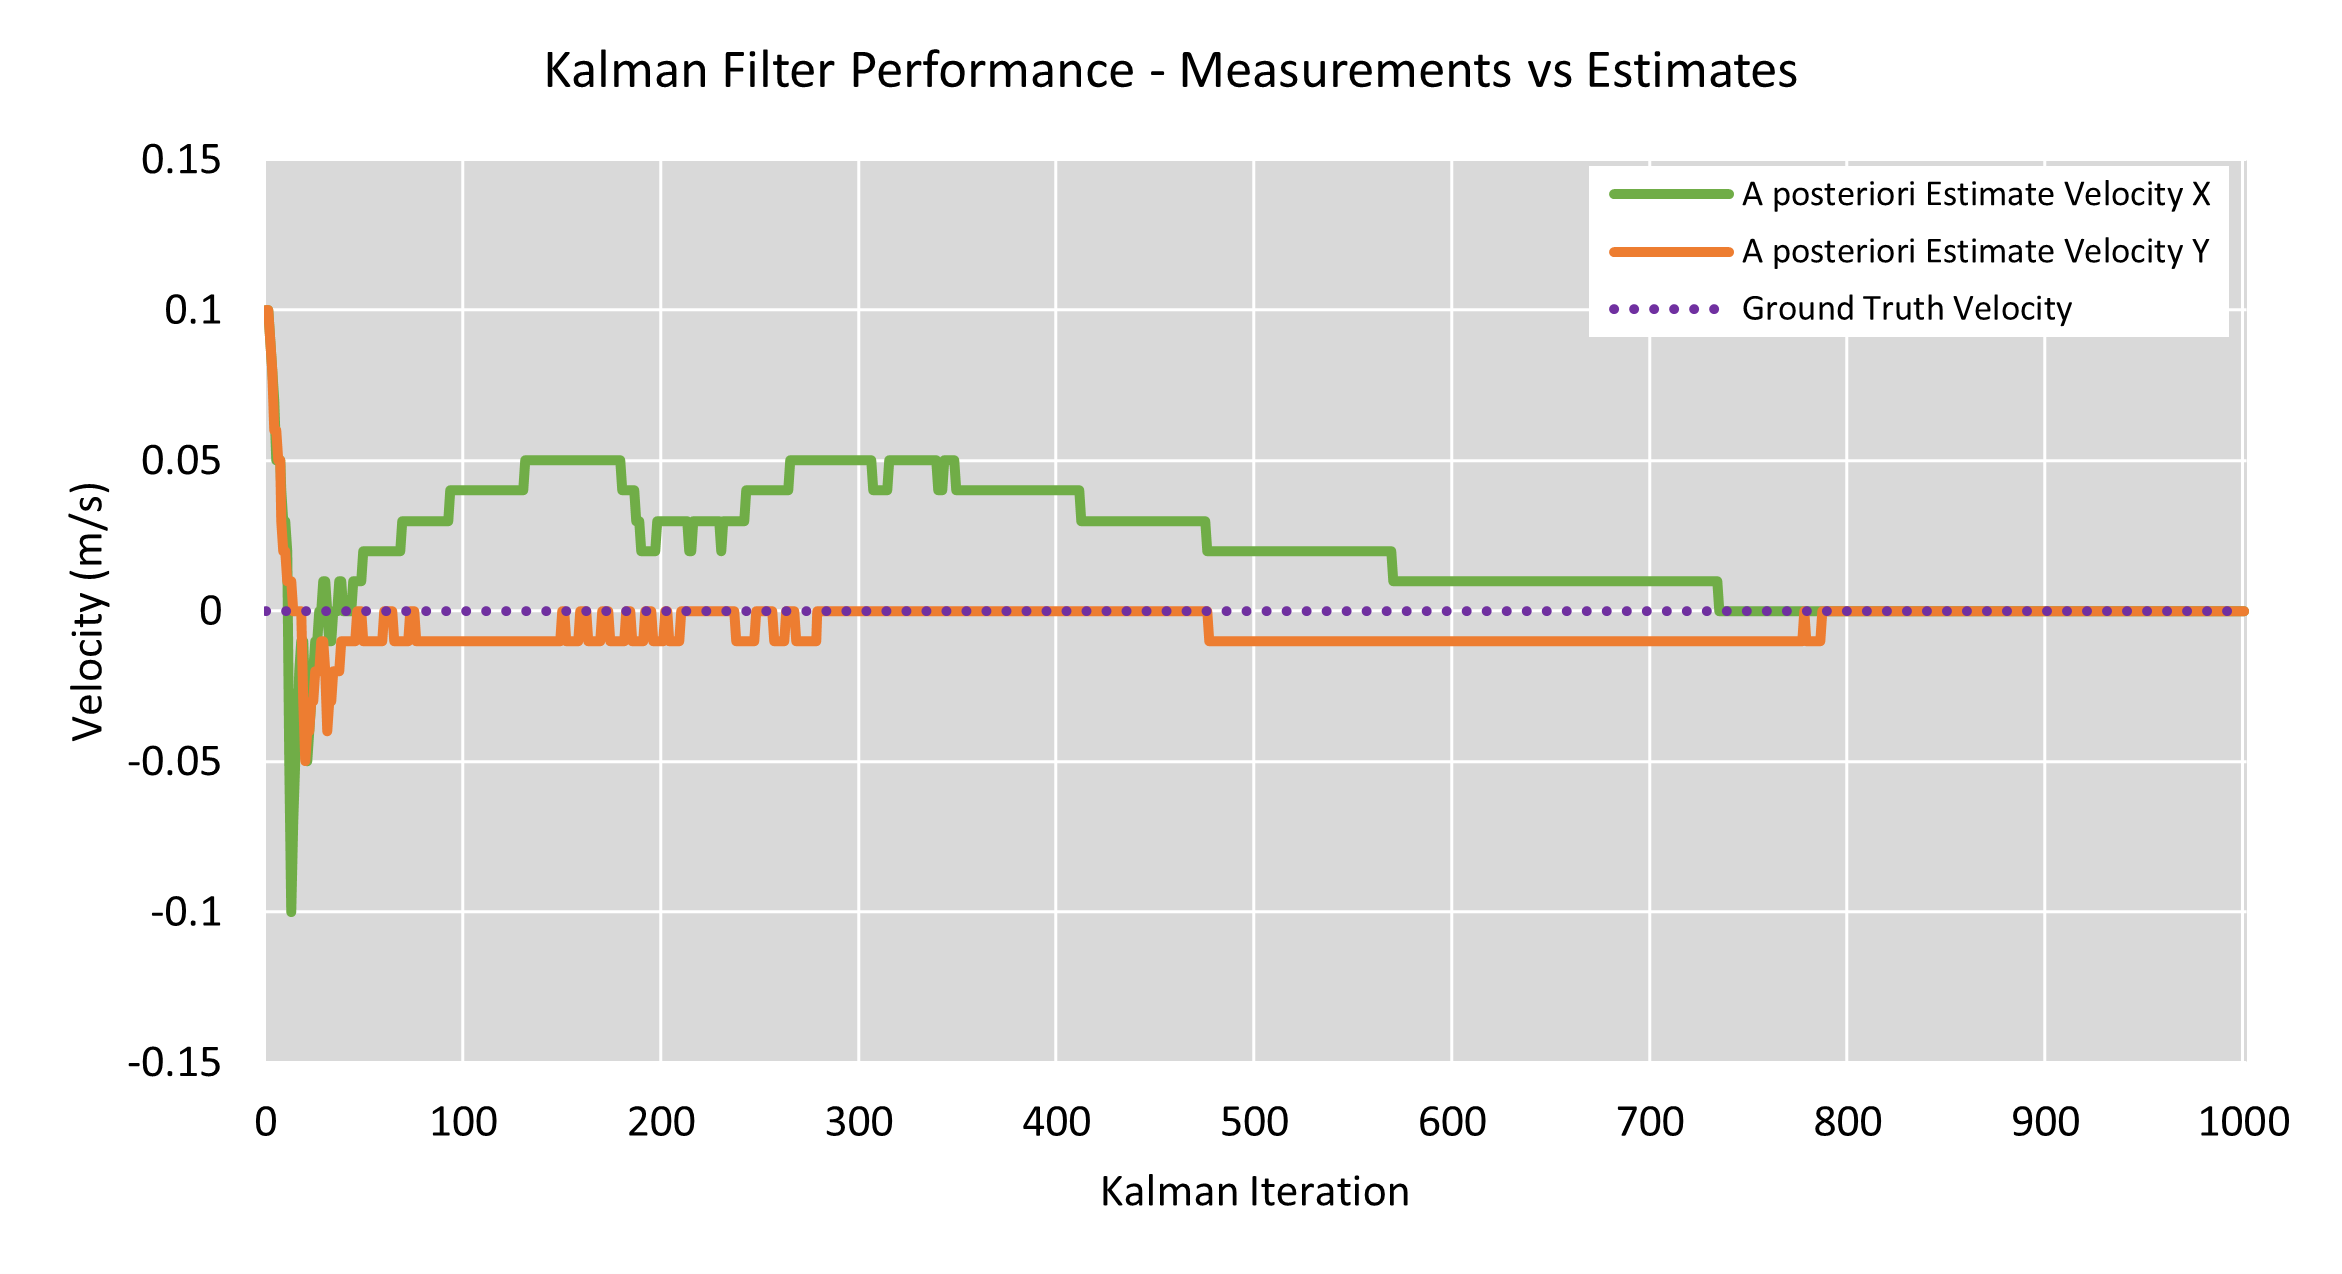 Kalman Filter Performance - Measurements vs Estimates
0.15
0.1
0.05
0
-0.05
-0.1
-0.15
Velocity (m/s)
A posteriori Estimate Velocity X
A posteriori Estimate Velocity Y
Ground Truth Velocity
0 100 200 300 400 500 600 700 800 900 1000
Kalman Iteration